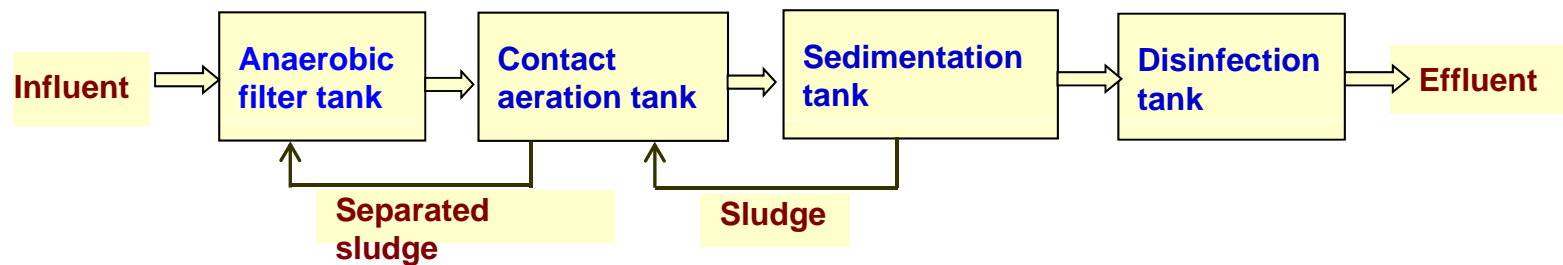 Influent
Anaerobic
filter tank
Contact
aeration tank
Sedimentation
tank
Disinfection
tank
Effluent
Separated
sludge
Sludge